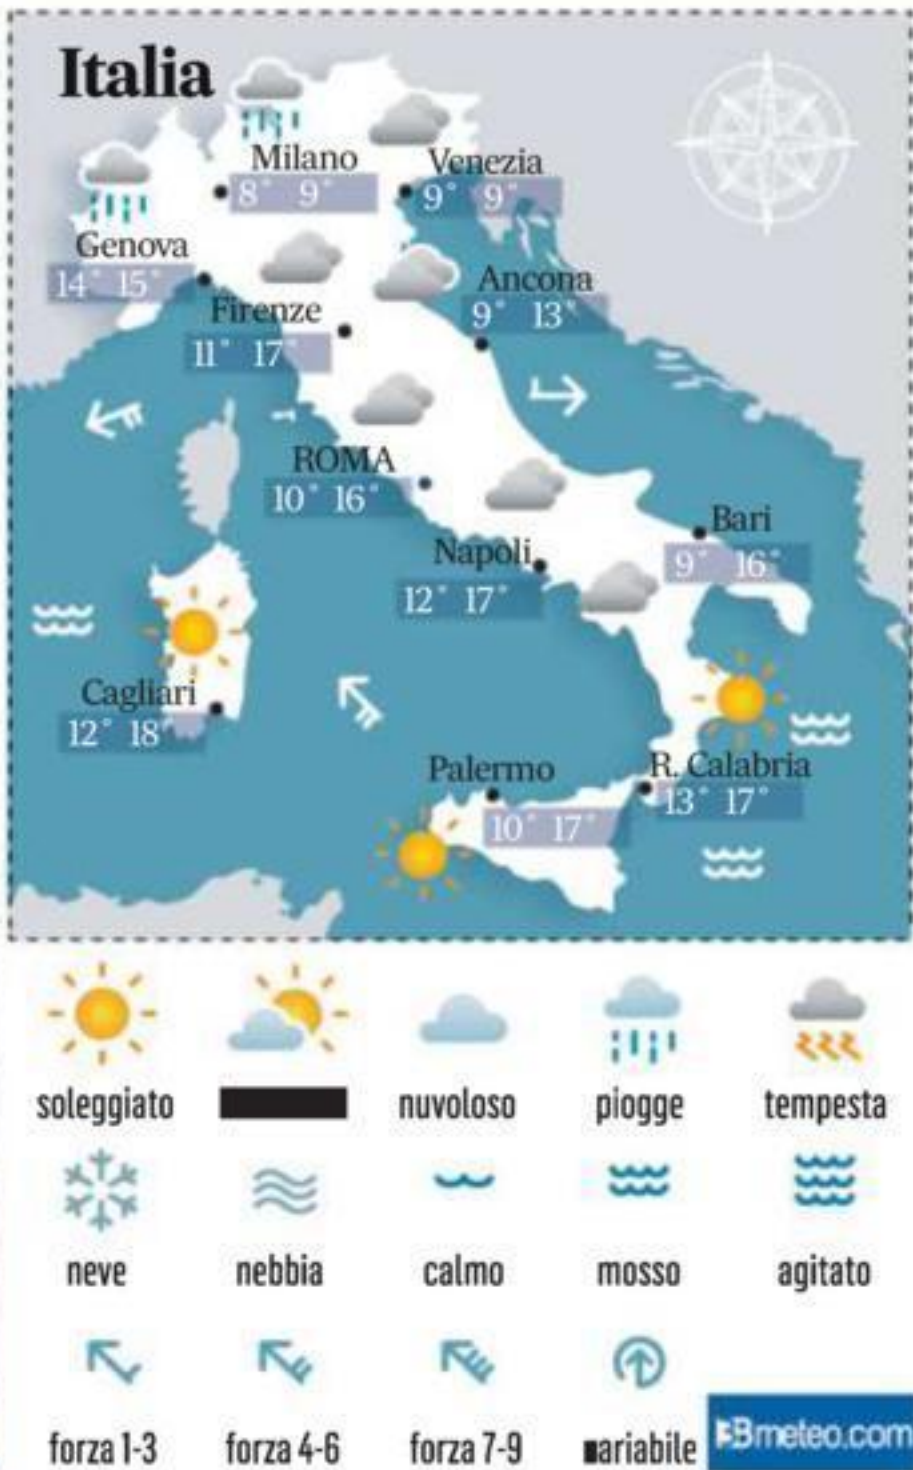 Italia
Milano
8° 9°
Venezia
9° 9°
Genova
14° 15°
Firenze
11° 17°
Ancona
9° 13°
ROMA
10° 16°
Napoli
12° 17°
Bari
9° 16°
Cagliari
12° 18°
Palermo
10° 17°
R. Calabria
13° 17°
soleggiato
nuvoloso
piogge
tempesta
neve
nebbia
calmo
mosso
agitato
forza 1-3
forza 4-6
forza 7-9
ariabile
3Bmeteo.com